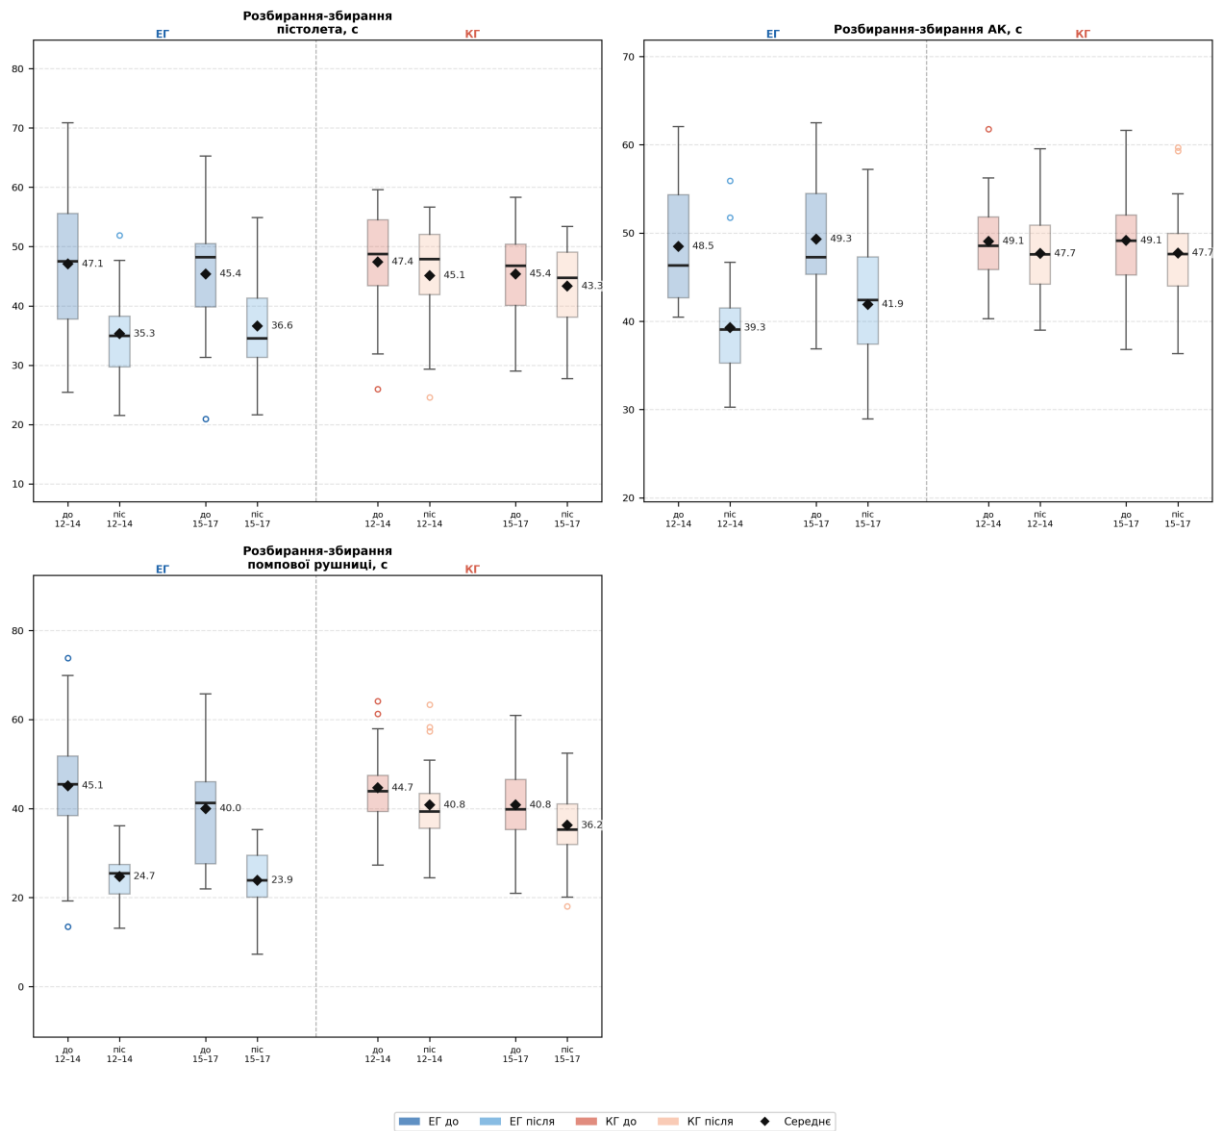 Розбирання-збирання
пістолета, с
ЕГ
КГ
80
70
60
50
40
30
20
10
47.1
35.3
45.4
36.6
47.4
45.1
45.4
43.3
до
12–14
піс
12–14
до
15–17
піс
15–17
до
12–14
піс
12–14
до
15–17
піс
15–17
Розбирання-збирання АК, с
ЕГ
КГ
70
60
50
40
30
20
48.5
39.3
49.3
41.9
49.1
47.7
49.1
47.7
до
12–14
піс
12–14
до
15–17
піс
15–17
до
12–14
піс
12–14
до
15–17
піс
15–17
Розбирання-збирання
помпової рушниці, с
ЕГ
КГ
80
60
40
20
0
45.1
24.7
40.0
23.9
44.7
40.8
40.8
36.2
до
12–14
піс
12–14
до
15–17
піс
15–17
до
12–14
піс
12–14
до
15–17
піс
15–17
ЕГ до ЕГ після КГ до КГ після Середнє